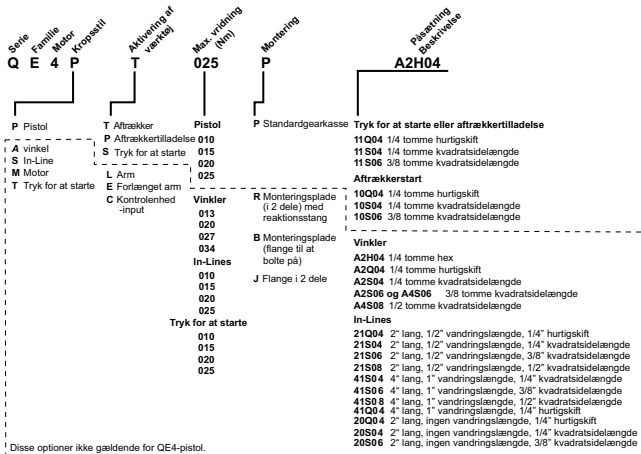 Serie
Familie
Motor
Kropsstil
Aktivering af
værktøj
Max. vridning
(Nm)
Montering
Påsætning
Beskrivelse
Q E 4 P T 025 P A2H04
P Pistol
A vinkel
S In-Line
M Motor
T Tryk for at starte
T Aftrækker
P Aftrækkertilladelse
S Tryk for at starte
L Arm
E Forlænget arm
C Kontrolenhed
-input
Pistol
010
015
020
025
Vinkler
013
020
027
034
In-Lines
010
015
020
025
Tryk for at starte
010
015
020
025
P Standardgearkasse
R Monteringsplade
(i 2 dele) med
reaktionsstang
B Monteringsplade
(flange til at
bolte på)
J Flange i 2 dele
Tryk for at starte eller aftrækkertilladelse
11Q04 1/4 tomme hurtigskift
11S04 1/4 tomme kvadratsidelængde
11S06 3/8 tomme kvadratsidelængde
Aftrækkerstart
10Q04 1/4 tomme hurtigskift
10S04 1/4 tomme kvadratsidelængde
10S06 3/8 tomme kvadratsidelængde
Vinkler
A2H04 1/4 tomme hex
A2Q04 1/4 tomme hurtigskift
A2S04 1/4 tomme kvadratsidelængde
A2S06 og A4S06 3/8 tomme kvadratsidelængde
A4S08 1/2 tomme kvadratsidelængde
In-Lines
21Q04 2" lang, 1/2" vandringslængde, 1/4" hurtigskift
21S04 2" lang, 1/2" vandringslængde, 1/4" kvadratsidelængde
21S06 2" lang, 1/2" vandringslængde, 3/8" kvadratsidelængde
21S08 2" lang, 1/2" vandringslængde, 1/2" kvadratsidelængde
41S04 4" lang, 1" vandringslængde, 1/4" kvadratsidelængde
41S06 4" lang, 1" vandringslængde, 3/8" kvadratsidelængde
41S08 4" lang, 1" vandringslængde, 1/2" kvadratsidelængde
41Q04 4" lang, 1" vandringslængde, 1/4" hurtigskift
20Q04 2" lang, ingen vandringslængde, 1/4" hurtigskift
20S04 2" lang, ingen vandringslængde, 1/4" kvadratsidelængde
20S06 2" lang, ingen vandringslængde, 3/8" kvadratsidelængde
Disse optioner ikke gældende for QE4-pistol.